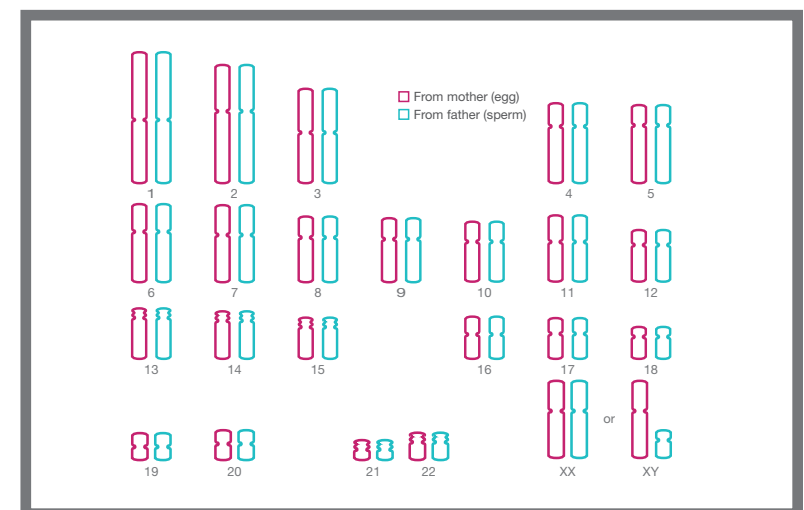 From mother (egg)
From father (sperm)
1 2 3 4 5
6 7 8 9 10 11 12
13 14 15 16 17 18
or
19 20 21 22 XX XY